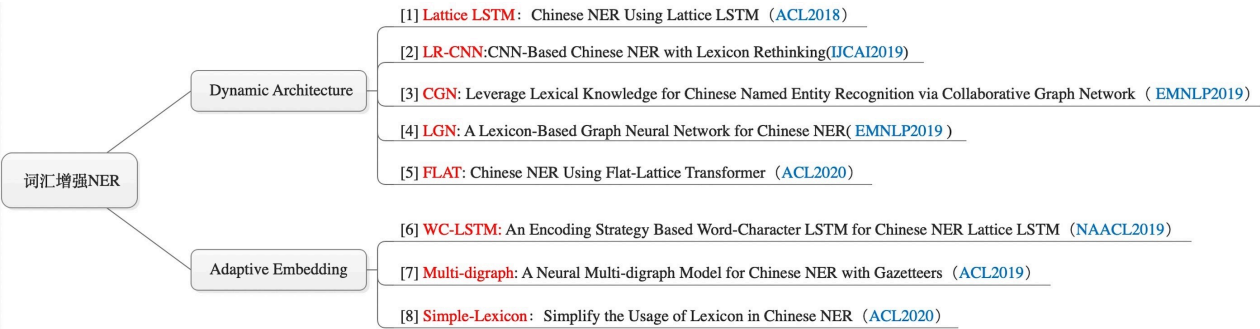 [1] Lattice LSTM：Chinese NER Using Lattice LSTM（ACL2018）
[2] LR-CNN:CNN-Based Chinese NER with Lexicon Rethinking(IJCAI2019)
Dynamic Architecture
[3] CGN: Leverage Lexical Knowledge for Chinese Named Entity Recognition via Collaborative Graph Network（ EMNLP2019）
[4] LGN: A Lexicon-Based Graph Neural Network for Chinese NER( EMNLP2019 )
[5] FLAT: Chinese NER Using Flat-Lattice Transformer（ACL2020）
词汇增强NER
[6] WC-LSTM: An Encoding Strategy Based Word-Character LSTM for Chinese NER Lattice LSTM（NAACL2019）
Adaptive Embedding
[7] Multi-digraph: A Neural Multi-digraph Model for Chinese NER with Gazetteers（ACL2019）
[8] Simple-Lexicon：Simplify the Usage of Lexicon in Chinese NER（ACL2020）